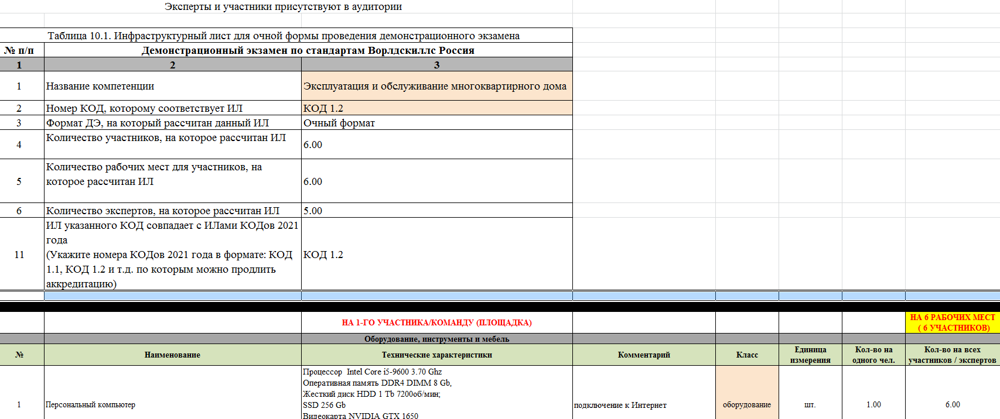 Эксперты и участники присутствуют в аудитории
Таблица 10.1. Инфраструктурный лист для очной формы проведения демонстрационного экзамена
№ п/п Демонстрационный экзамен по стандартам Ворлдскиллс Россия
1 2 3
1 Название компетенции Эксплуатация и обслуживание многоквартирного дома
2 Номер КОД, которому соответствует ИЛ КОД 1.2
3 Формат ДЭ, на который рассчитан данный ИЛ Очный формат
4 Количество участников, на которое рассчитан ИЛ 6.00
Количество рабочих мест для участников, на
5 которое рассчитан ИЛ 6.00
6 Количество экспертов, на которое рассчитан ИЛ 5.00
ИЛ указанного КОД совпадает с ИЛами КОДов 2021
года
11 (Укажите номера КОДов 2021 года в формате: КОД КОД 1.2
1.1, КОД 1.2 и т.д. по которым можно продлить
аккредитацию)
НА 1-ГО УЧАСТНИКА/КОМАНДУ (ПЛОЩАДКА) НА 6 РАБОЧИХ МЕСТ
( 6 УЧАСТНИКОВ)
Оборудование, инструменты и мебель
№ Наименование Технические характеристики Комментарий Класс Единица Кол-во на Кол-во на всех
измерения одного чел. участников / экспертов
Процессор Intel Core i5-9600 3.70 Ghz
Оперативная память DDR4 DIMM 8 Gb,
Жесткий диск HDD 1 Tb 7200об/мин;
1 Персональный компьютер SSD 256 Gb подключение к Интернет оборудование шт. 1.00 6.00
Видеокарта NVIDIA GTX 1650